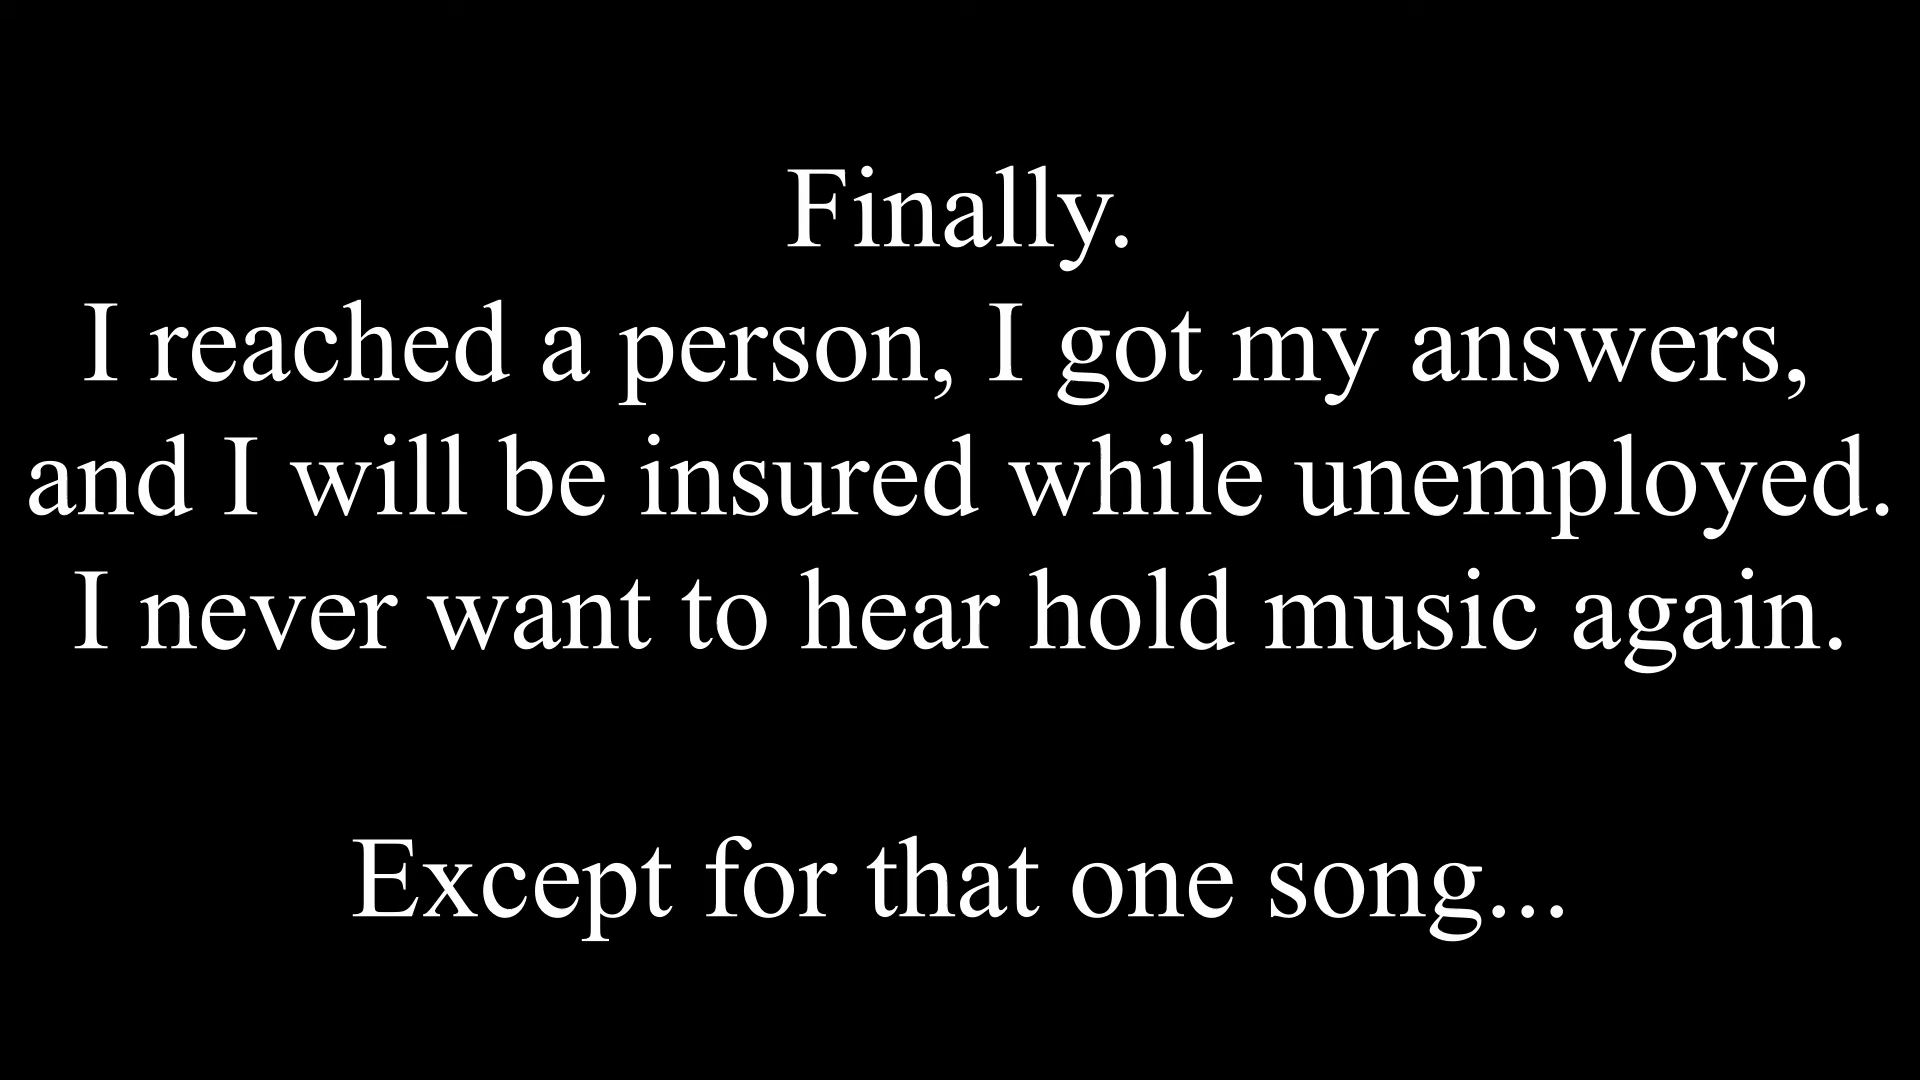 Finally.
I reached a person, I got my answers,
and I will be insured while unemployed.
I never want to hear hold music again.
Except for that one song...